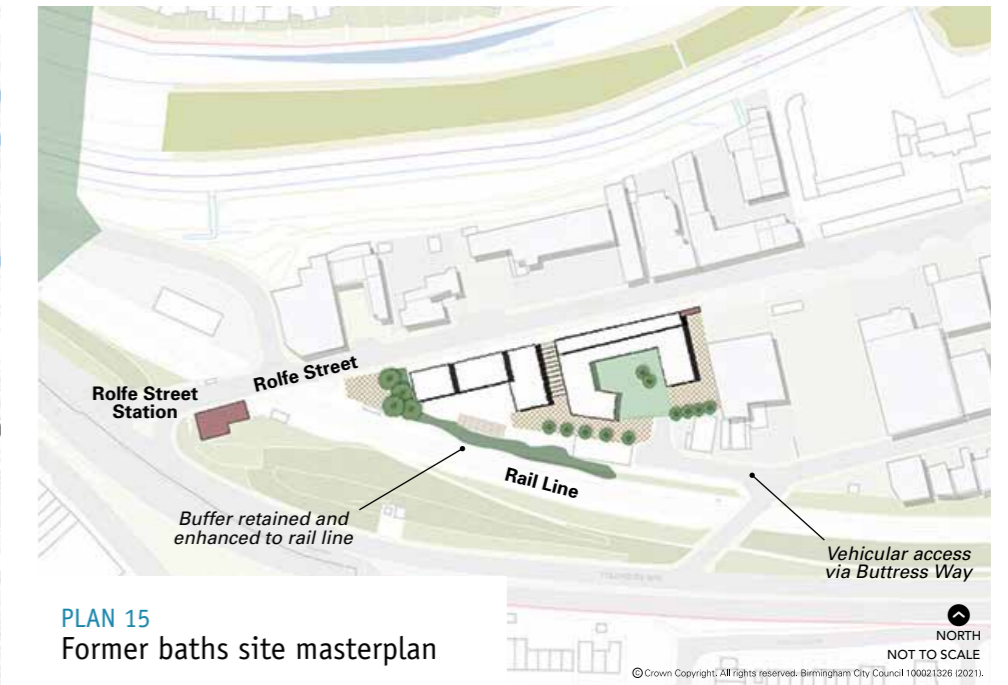 Rolfe Street
Station
Rolfe Street
Rail Line
Buffer retained and
enhanced to rail line
Vehicular access
via Buttress Way
PLAN 15
Former baths site masterplan
NORTH
NOT TO SCALE
© Crown Copyright. All rights reserved. Birmingham City Council 100021326 (2021).